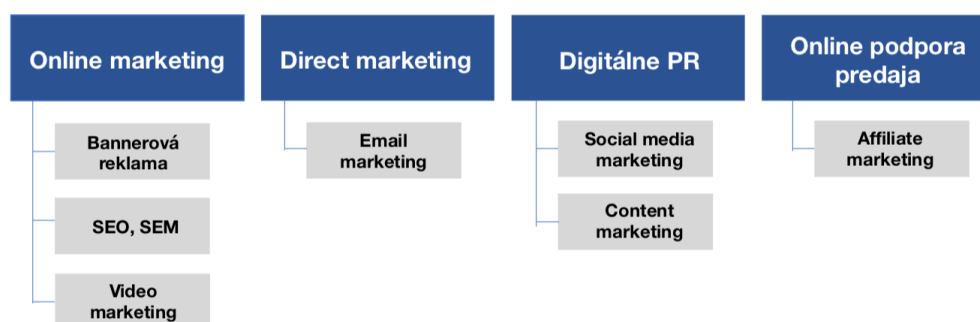 Online marketing
Bannerová
reklama
SEO, SEM
Video
marketing
Direct marketing
Email
marketing
Digitálne PR
Social media
marketing
Content
marketing
Online podpora
predaja
Affiliate
marketing